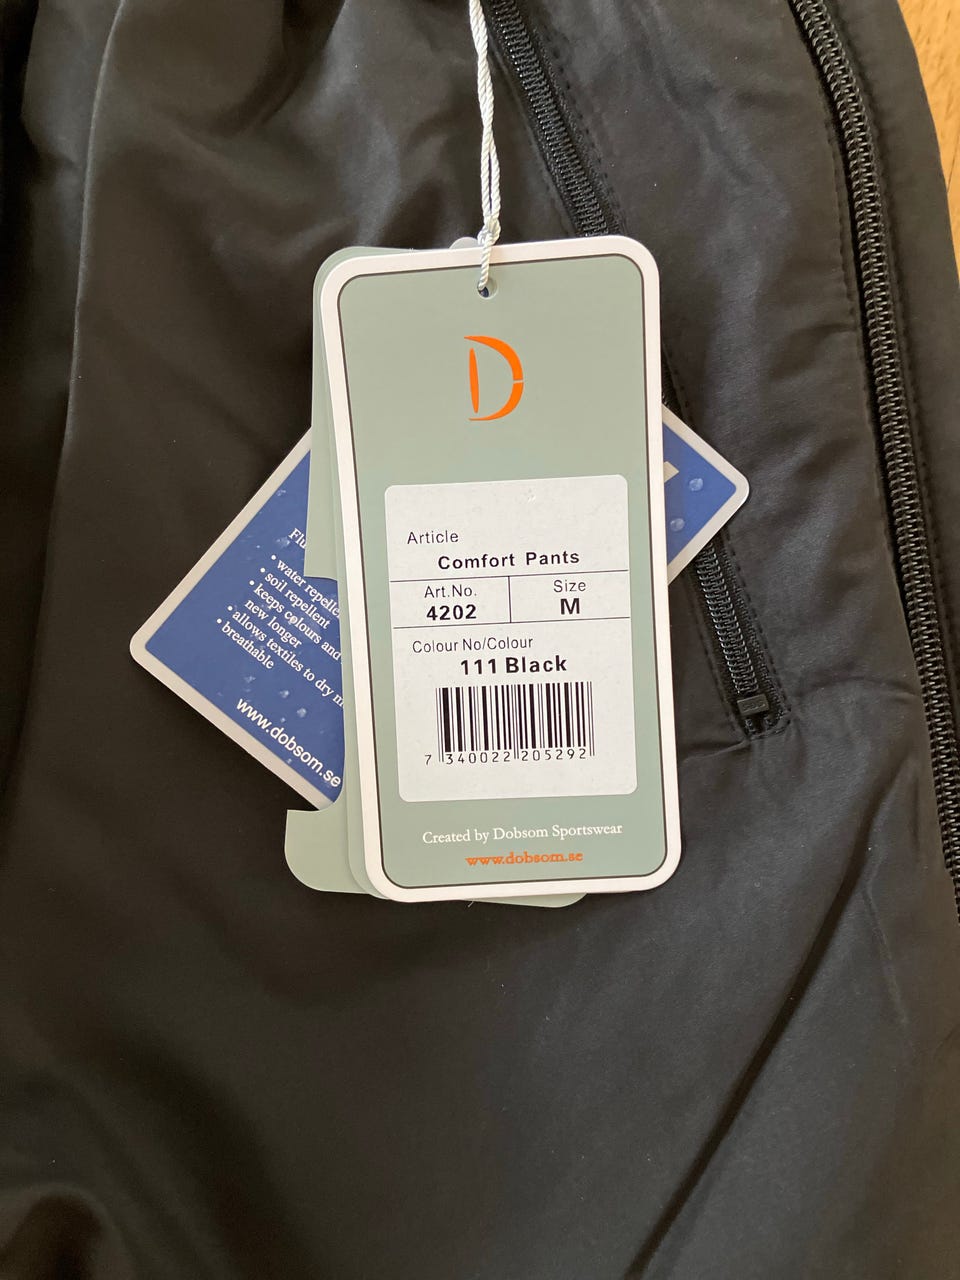 D
Article
Comfort Pants
Art.No.
4202
Size
M
Colour No/Colour
111 Black
7 340022 205292
Created by Dobsom Sportswear
www.dobsom.se
• water
• soil repellent
• keeps colours and
new longer
• allows textiles to dry
• breathable
www.dobsom.se